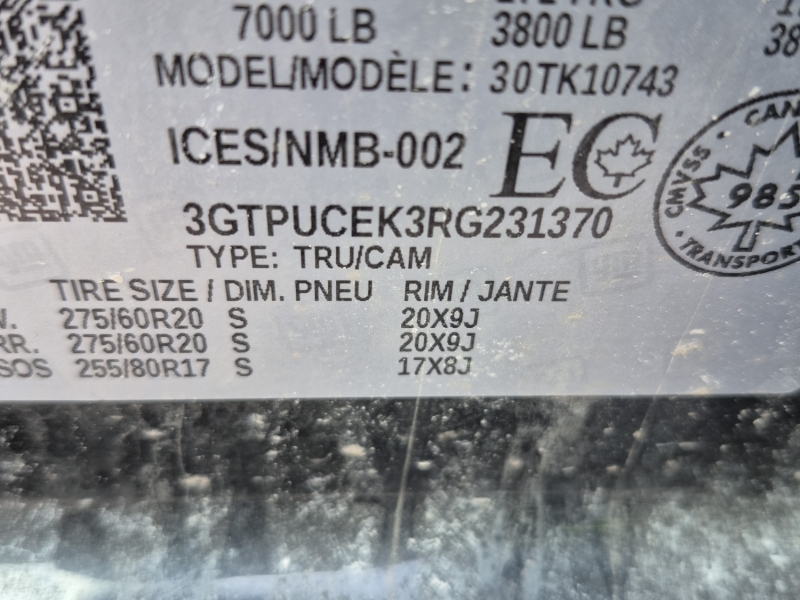 7000 LB 3800 LB 38
MODEL/MODÈLE: 30TK10743
ICES/NMB-002 EC
CMVSS 985
TRANSPORT
3GTPUCEK3RG231370
TYPE: TRU/CAM
TIRE SIZE / DIM. PNEU RIM / JANTE
275/60R20 S 20X9J
RR. 275/60R20 S 20X9J
255/80R17 S 17X8J